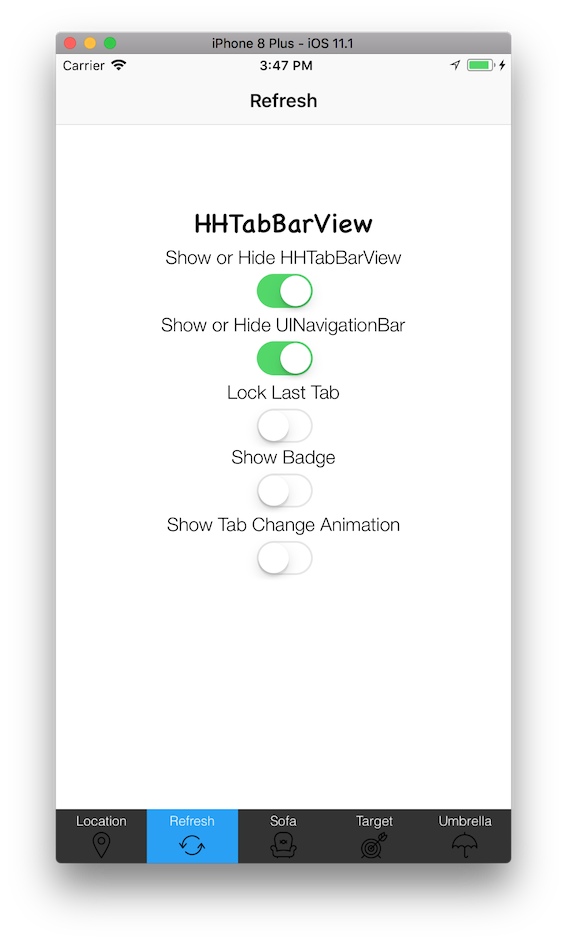 iPhone 8 Plus - iOS 11.1
Carrier 3:47 PM
Refresh
HHTabBarView
Show or Hide HHTabBarView
Show or Hide UINavigationBar
Lock Last Tab
Show Badge
Show Tab Change Animation
Location Refresh Sofa Target Umbrella